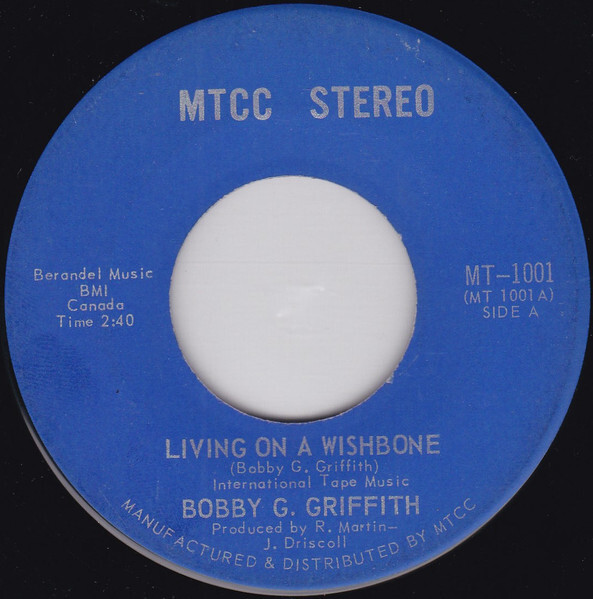 MTCC STEREO
Berandel Music
BMI
Canada
Time 2:40
MT-1001
(MT 1001A)
SIDE A
LIVING ON A WISHBONE
(Bobby G. Griffith)
International Tape Music
BOBBY G. GRIFFITH
Produced by R. Martin-
J. Driscoll
MANUFACTURED & DISTRIBUTED BY MTCC